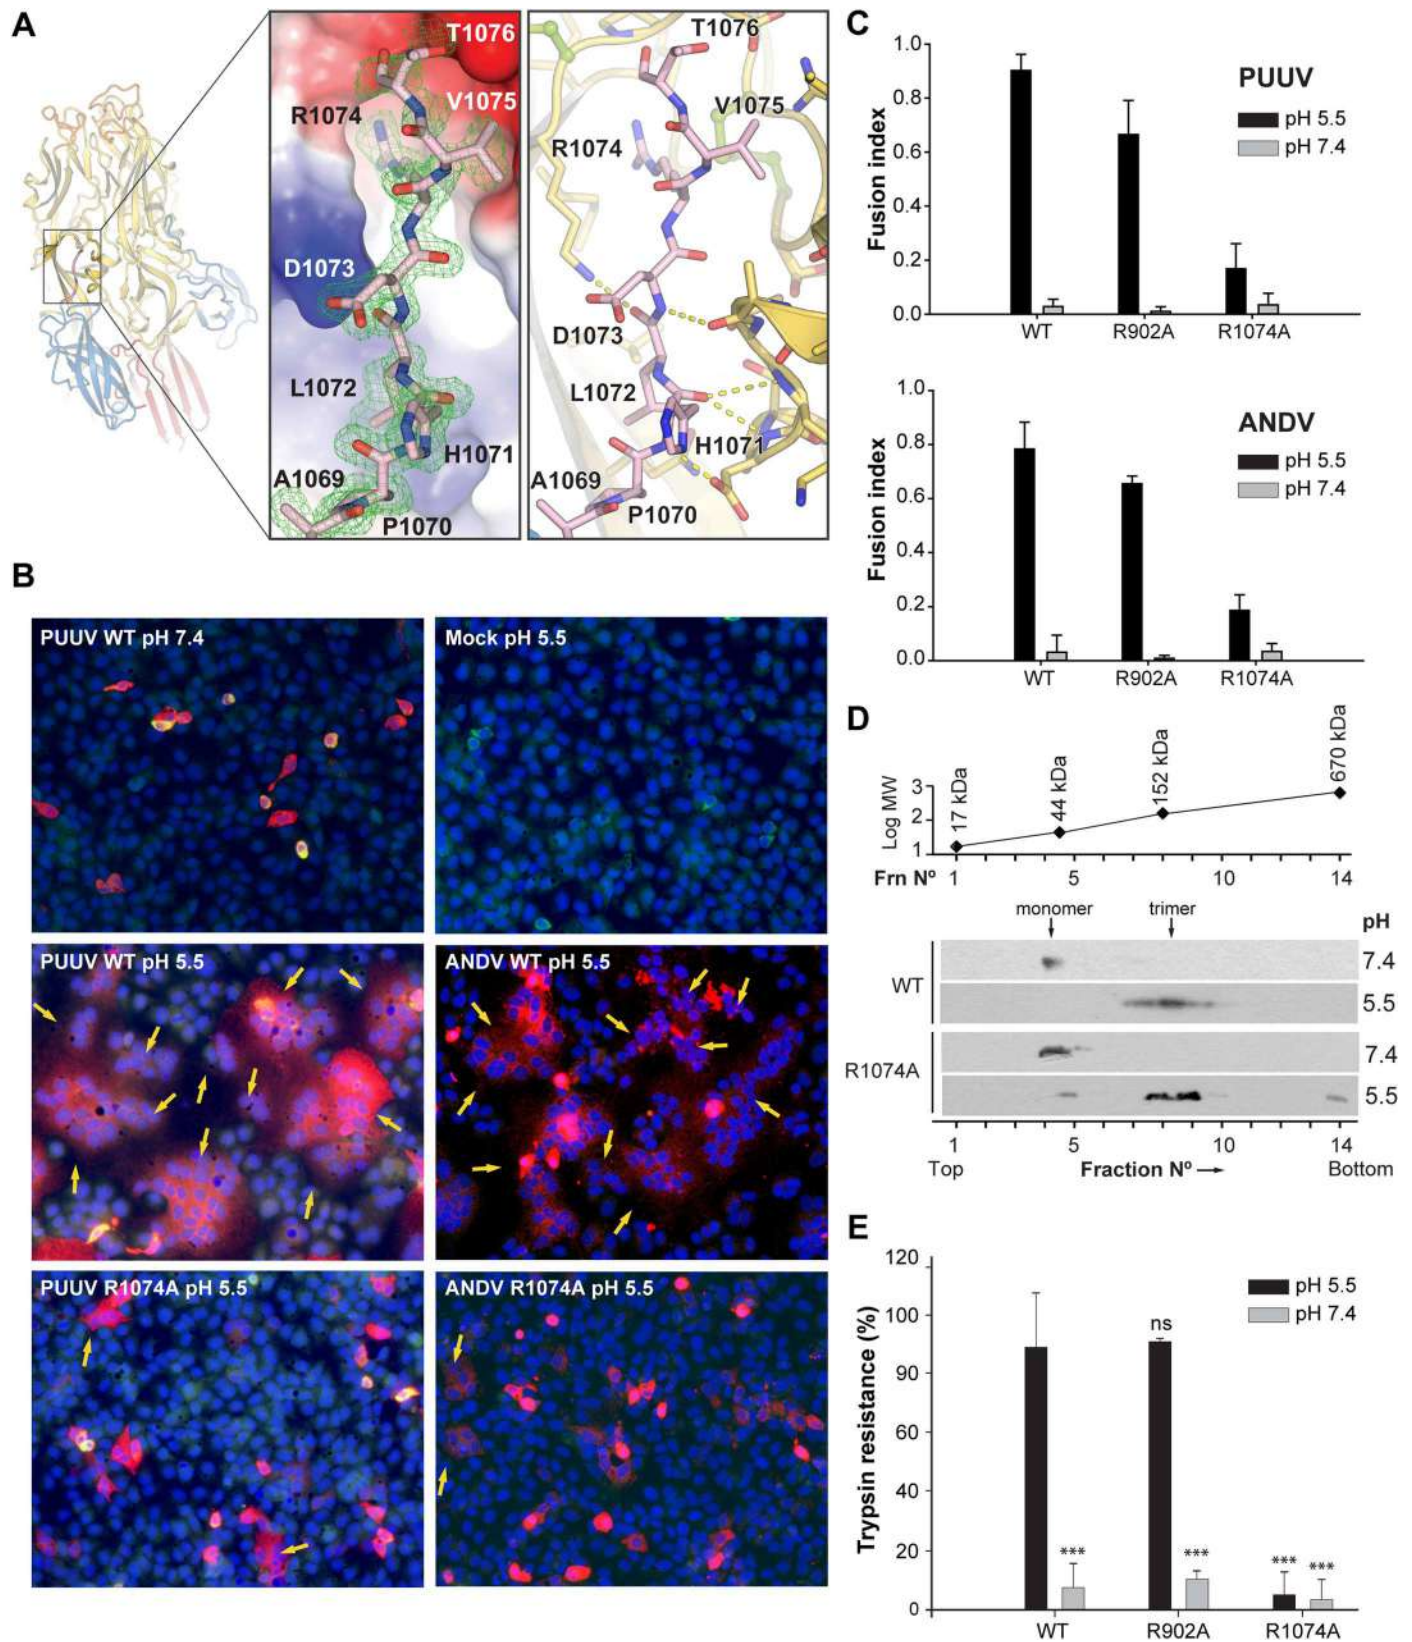 A
T1076
V1075
R1074
D1073
L1072
H1071
A1069
P1070
T1076
V1075
R1074
D1073
L1072
H1071
A1069
P1070
B
PUUV WT pH 7.4
Mock pH 5.5
PUUV WT pH 5.5
ANDV WT pH 5.5
PUUV R1074A pH 5.5
ANDV R1074A pH 5.5
C
PUUV
pH 5.5
pH 7.4
Fusion index
1.0
0.8
0.6
0.4
0.2
0.0
WT R902A R1074A
ANDV
pH 5.5
pH 7.4
Fusion index
1.0
0.8
0.6
0.4
0.2
0.0
WT R902A R1074A
D
Log MW
3
2
1
17 kDa
44 kDa
152 kDa
670 kDa
Frn Nº 1 5 10 14
monomer trimer pH
WT
7.4
5.5
R1074A
7.4
5.5
1 5 10 14
Top Fraction Nº → Bottom
E
Trypsin resistance (%)
120
100
90
60
40
20
0
pH 5.5
pH 7.4
***
ns
***
***
***
WT R902A R1074A